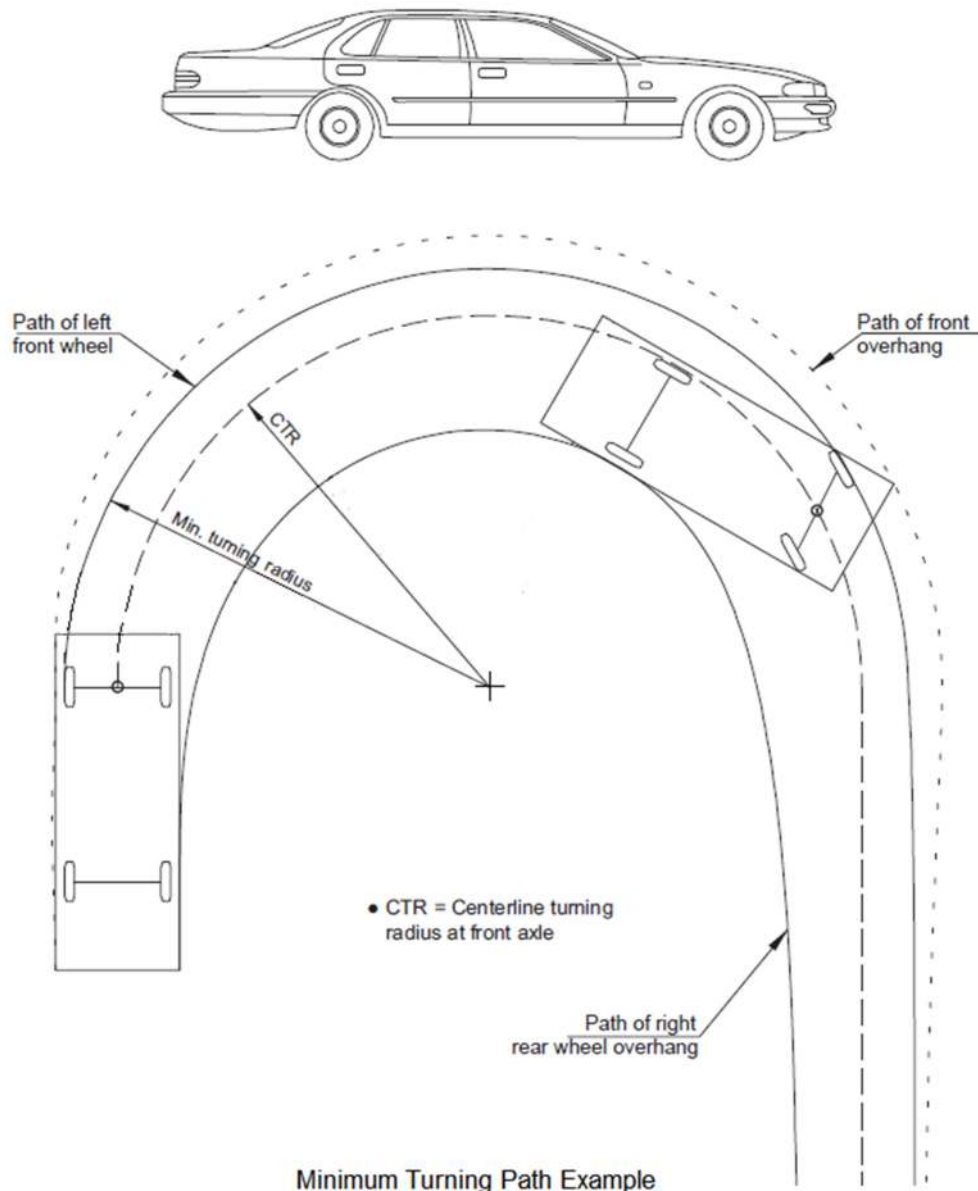 Path of left
front wheel
Path of front
overhang
CTR
Min. turning
radius
• CTR = Centerline turning
radius at front axle
Path of right
rear wheel overhang
Minimum Turning Path Example